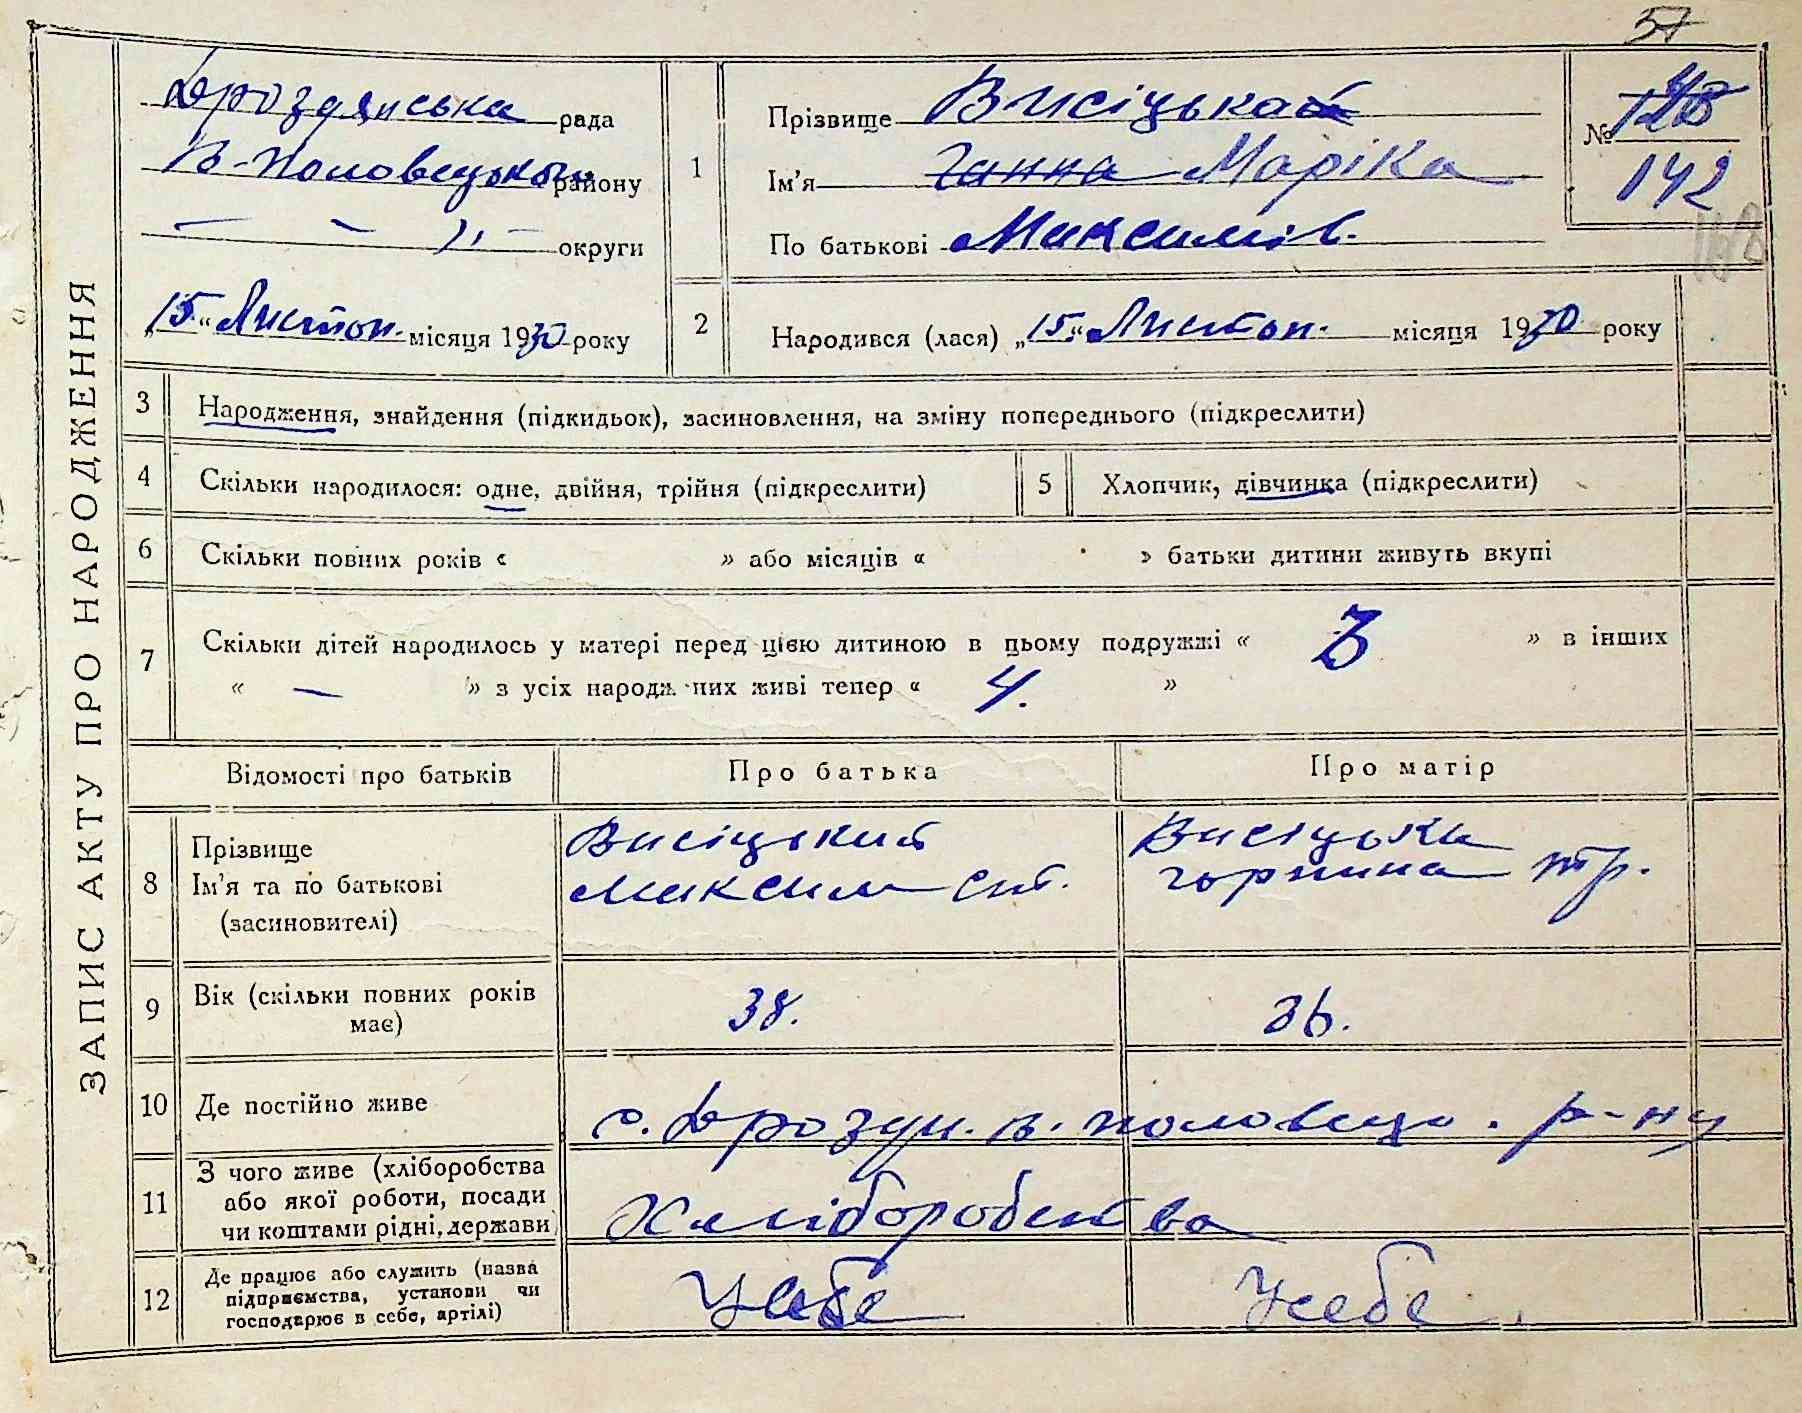 57
ЗАПИС АКТУ ПРО НАРОДЖЕННЯ
Дроздянська рада
В-Половецького району
— — ״ — округи
„15“ Листоп. місяця 1930 року
1
Прізвище Висіцька
Ім'я Ганна Маріка
По батькові Максимів.
№ 142
2
Народився (лася) „15“ Листоп. місяця 1930 року
3 Народження, знайдення (підкидьок), засиновлення, на зміну попереднього (підкреслити)
4 Скільки народилося: одне, двійня, трійня (підкреслити)
5 Хлопчик, дівчинка (підкреслити)
6 Скільки повних років « » або місяців « » батьки дитини живуть вкупі
7 Скільки дітей народилось у матері перед цією дитиною в цьому подружжі « 3 » в інших
« — » з усіх народжених живі тепер « 4. »
Відомості про батьків Про батька Про матір
8 Прізвище
Ім'я та по батькові
(засиновителі)
Висіцький
Максим
Висіцька
Горпина
9 Вік (скільки повних років
має)
38. 36.
10 Де постійно живе с. Дроздн. В. Половецьк. р-ну
11 З чого живе (хліборобства
або якої роботи, посади
чи коштами рідні, держави)
Хліборобства
12 Де працює або служить (назва
підприємства, установи чи
господарює в себе, артілі)
У себе У себе.